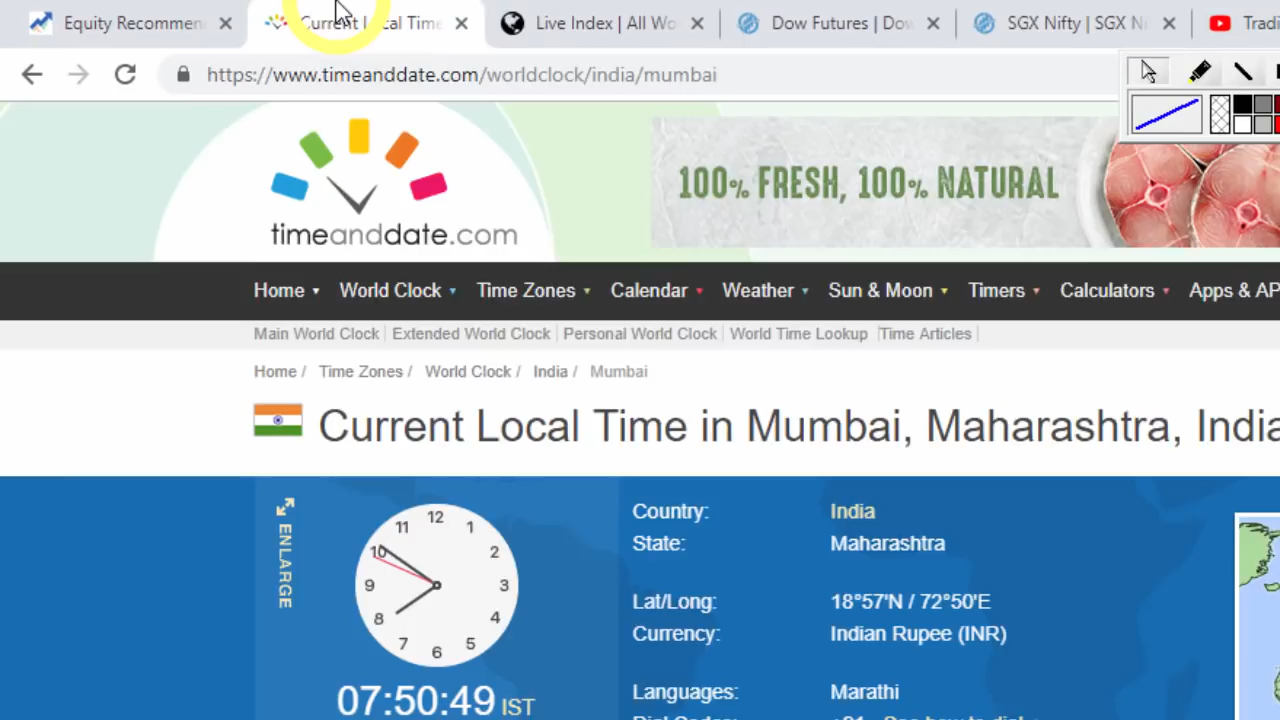 Equity Recommen
Current Local Time
Live Index | All Wo
Dow Futures | Dow
SGX Nifty | SGX Ni
Tradi
https://www.timeanddate.com/worldclock/india/mumbai
100% FRESH, 100% NATURAL
timeanddate.com
Home World Clock Time Zones Calendar Weather Sun & Moon Timers Calculators Apps & AP
Main World Clock Extended World Clock Personal World Clock World Time Lookup Time Articles
Home / Time Zones / World Clock / India / Mumbai
Current Local Time in Mumbai, Maharashtra, India
ENLARGE
12
1
2
3
4
5
6
7
8
9
10
11
07:50:49 IST
Country: India
State: Maharashtra
Lat/Long: 18°57'N / 72°50'E
Currency: Indian Rupee (INR)
Languages: Marathi